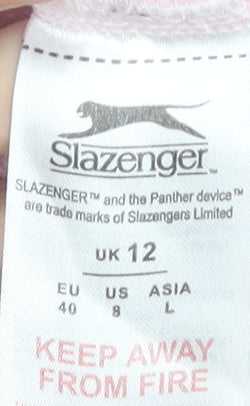 Slazenger™
SLAZENGER™ and the Panther device™
are trade marks of Slazengers Limited
UK 12
EU US ASIA
40 8 L
KEEP AWAY
FROM FIRE